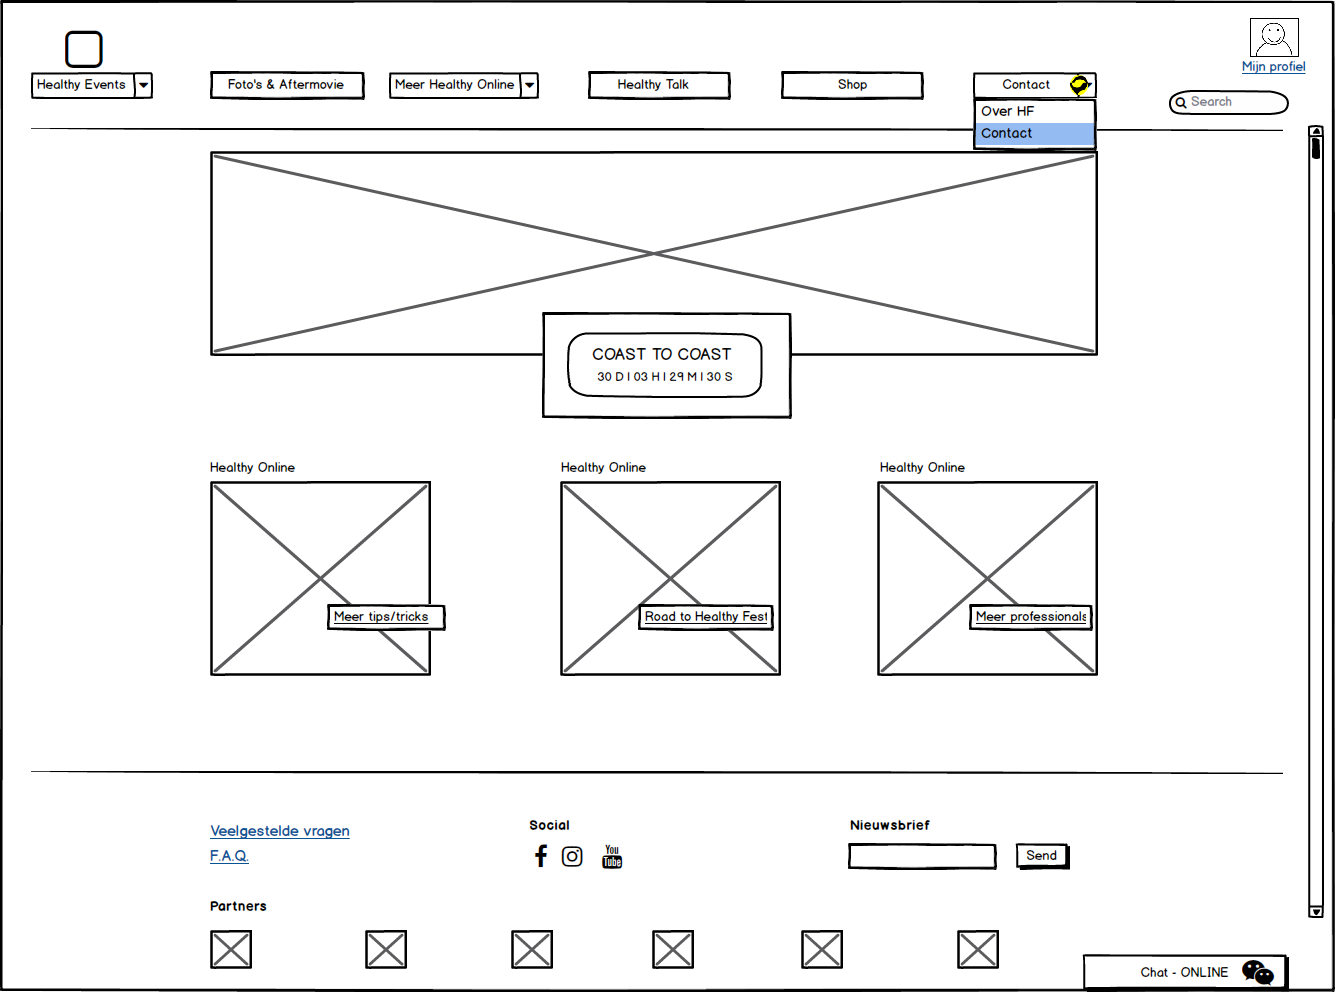 Mijn profiel
Healthy Events
Foto's & Aftermovie
Meer Healthy Online
Healthy Talk
Shop
Contact
Search
Over HF
Contact
COAST TO COAST
30 D | 03 H | 29 M | 30 S
Healthy Online
Healthy Online
Healthy Online
Meer tips/tricks
Road to Healthy Fest
Meer professionals
Veelgestelde vragen
F.A.Q.
Social
You
Tube
Nieuwsbrief
Send
Partners
Chat - ONLINE